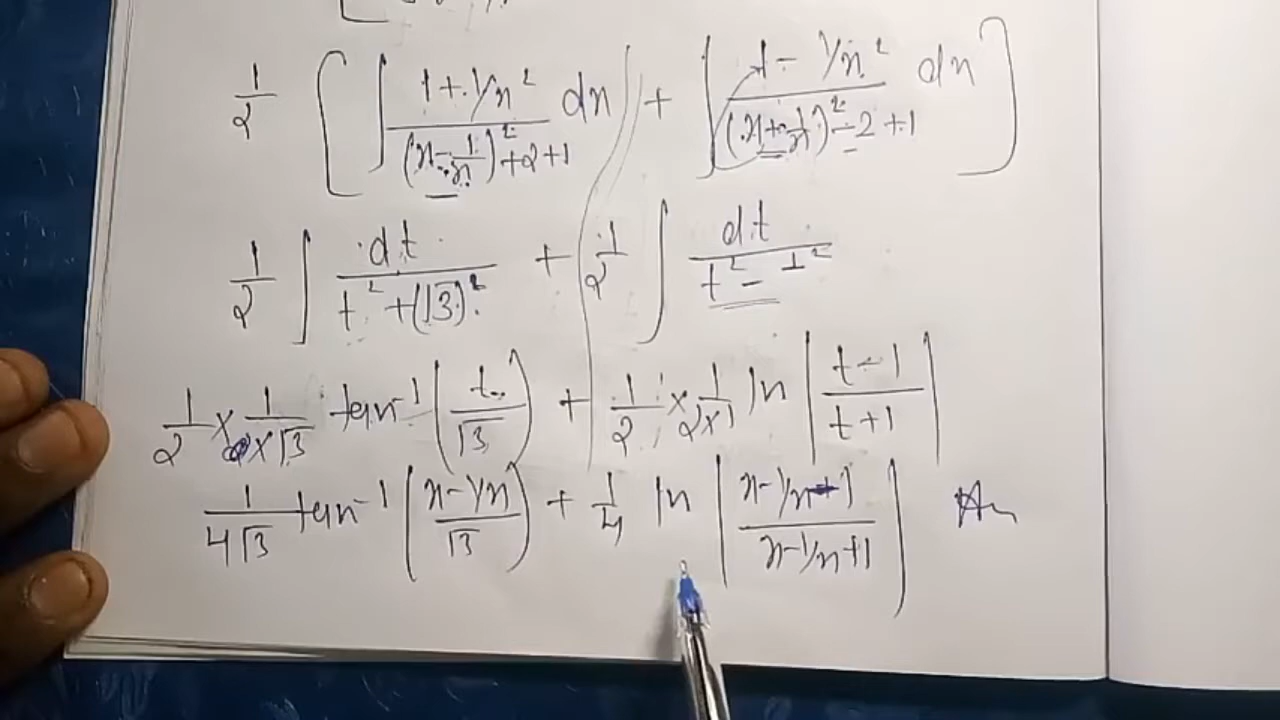 1/2 [ ∫ (1 + 1/x²)/((x - 1/x)² + 2 + 1) dx + ∫ (1 - 1/x²)/((x + 1/x)² - 2 + 1) dx ]
1/2 ∫ dt/(t² + (√3)²) + 1/2 ∫ dt/(t² - 1²)
1/2 × 1/(2×√3) tan⁻¹ (t/√3) + 1/2 × 1/(2×1) ln |(t - 1)/(t + 1)|
1/(4√3) tan⁻¹ ((x - 1/x)/√3) + 1/4 ln |(x - 1/x - 1)/(x - 1/x + 1)|